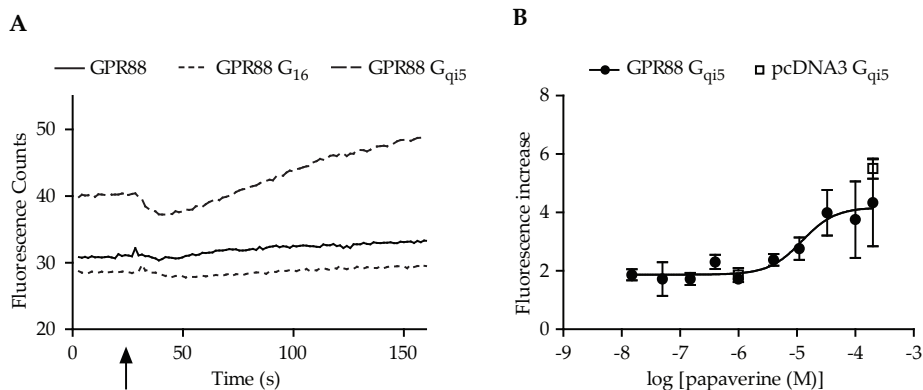 A
GPR88
GPR88 G16
GPR88 Gqi5
Fluorescence Counts
50
40
30
20
0
50
100
150
Time (s)
B
GPR88 Gqi5
pcDNA3 Gqi5
Fluorescence increase
8
6
4
2
0
-9
-8
-7
-6
-5
-4
-3
log [papaverine (M)]